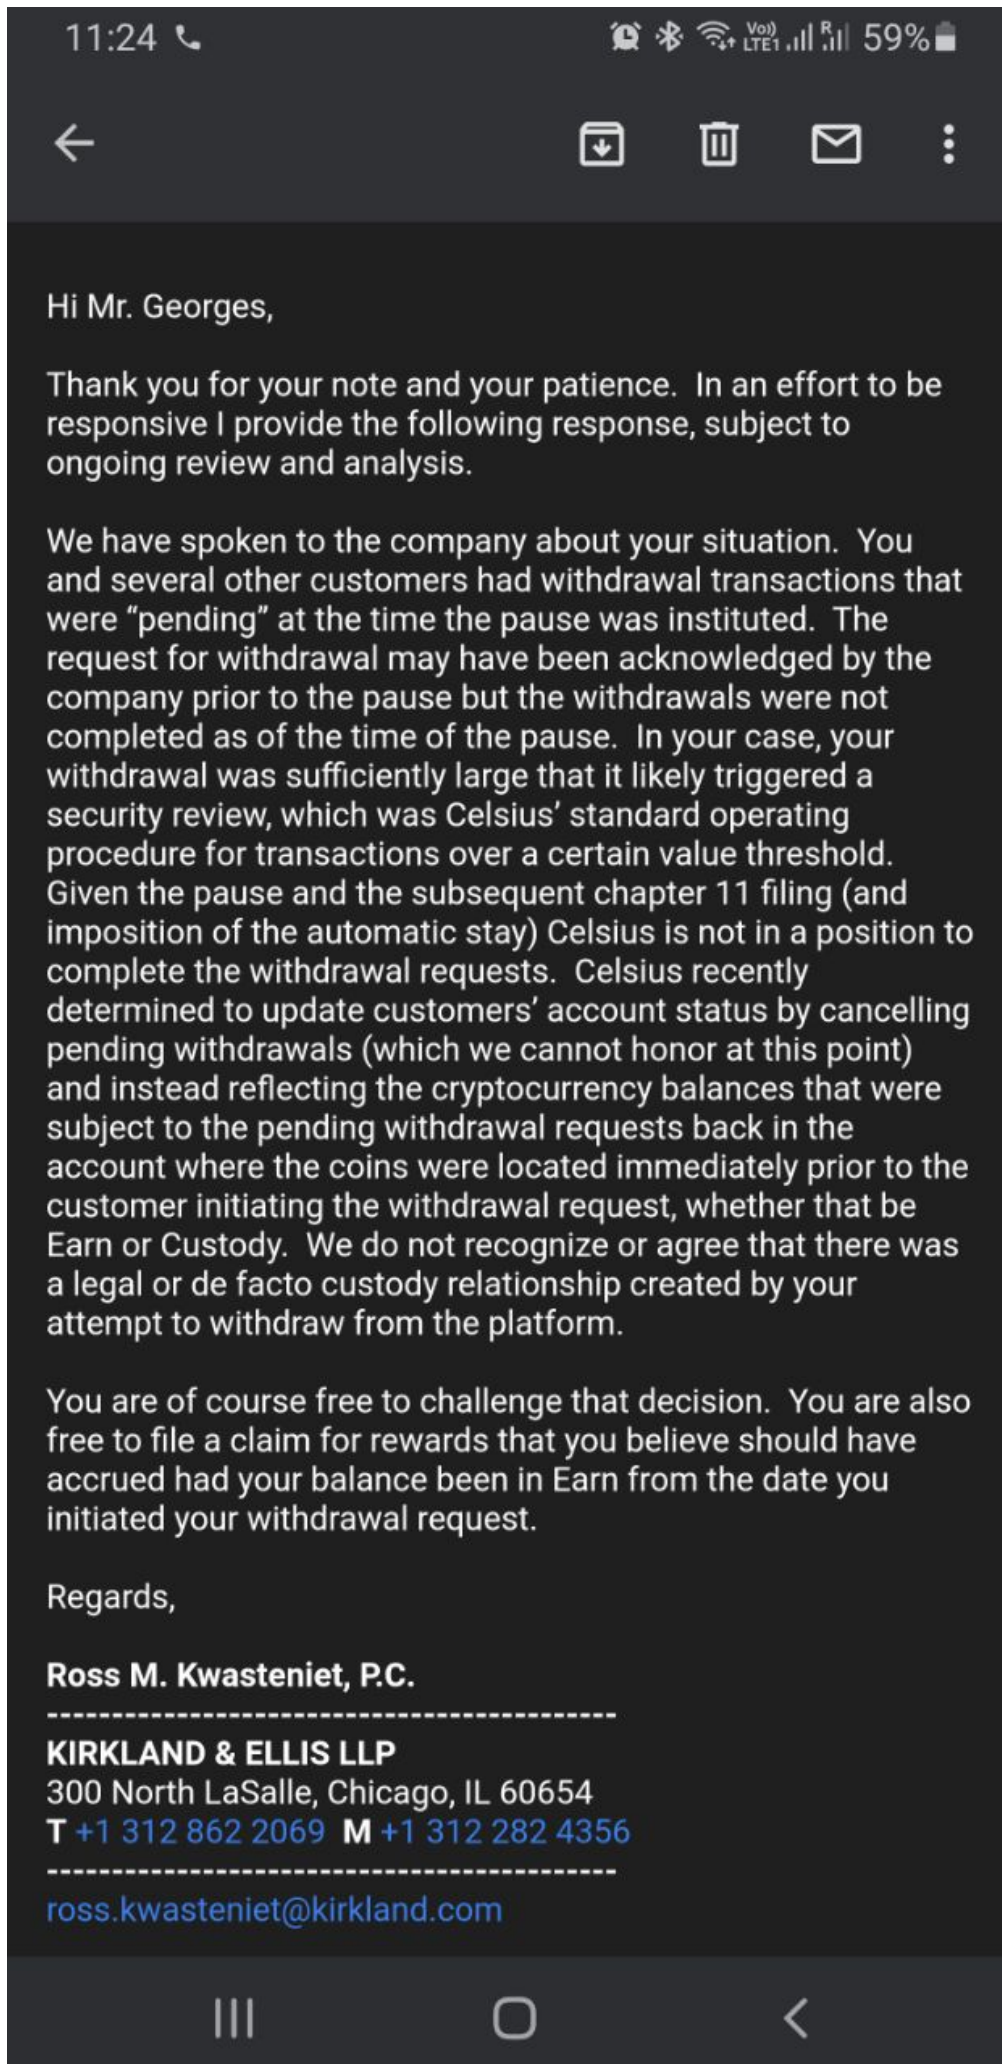 11:24
Vo)) LTE1 R 59%
Hi Mr. Georges,
Thank you for your note and your patience.  In an effort to be
responsive I provide the following response, subject to
ongoing review and analysis.
We have spoken to the company about your situation.  You
and several other customers had withdrawal transactions that
were “pending” at the time the pause was instituted.  The
request for withdrawal may have been acknowledged by the
company prior to the pause but the withdrawals were not
completed as of the time of the pause.  In your case, your
withdrawal was sufficiently large that it likely triggered a
security review, which was Celsius’ standard operating
procedure for transactions over a certain value threshold.
Given the pause and the subsequent chapter 11 filing (and
imposition of the automatic stay) Celsius is not in a position to
complete the withdrawal requests.  Celsius recently
determined to update customers’ account status by cancelling
pending withdrawals (which we cannot honor at this point)
and instead reflecting the cryptocurrency balances that were
subject to the pending withdrawal requests back in the
account where the coins were located immediately prior to the
customer initiating the withdrawal request, whether that be
Earn or Custody.  We do not recognize or agree that there was
a legal or de facto custody relationship created by your
attempt to withdraw from the platform.
You are of course free to challenge that decision.  You are also
free to file a claim for rewards that you believe should have
accrued had your balance been in Earn from the date you
initiated your withdrawal request.
Regards,
Ross M. Kwasteniet, P.C.
--------------------------------------------
KIRKLAND & ELLIS LLP
300 North LaSalle, Chicago, IL 60654
T +1 312 862 2069  M +1 312 282 4356
--------------------------------------------
ross.kwasteniet@kirkland.com